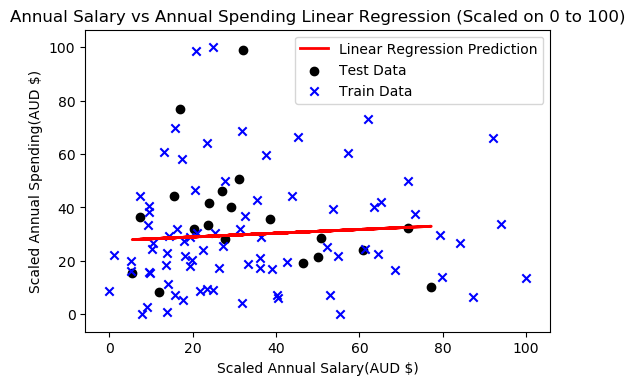 Annual Salary vs Annual Spending Linear Regression (Scaled on 0 to 100)
Linear Regression Prediction
Test Data
Train Data
Scaled Annual Spending(AUD $)
100
80
60
40
20
0
0 20 40 60 80 100
Scaled Annual Salary(AUD $)